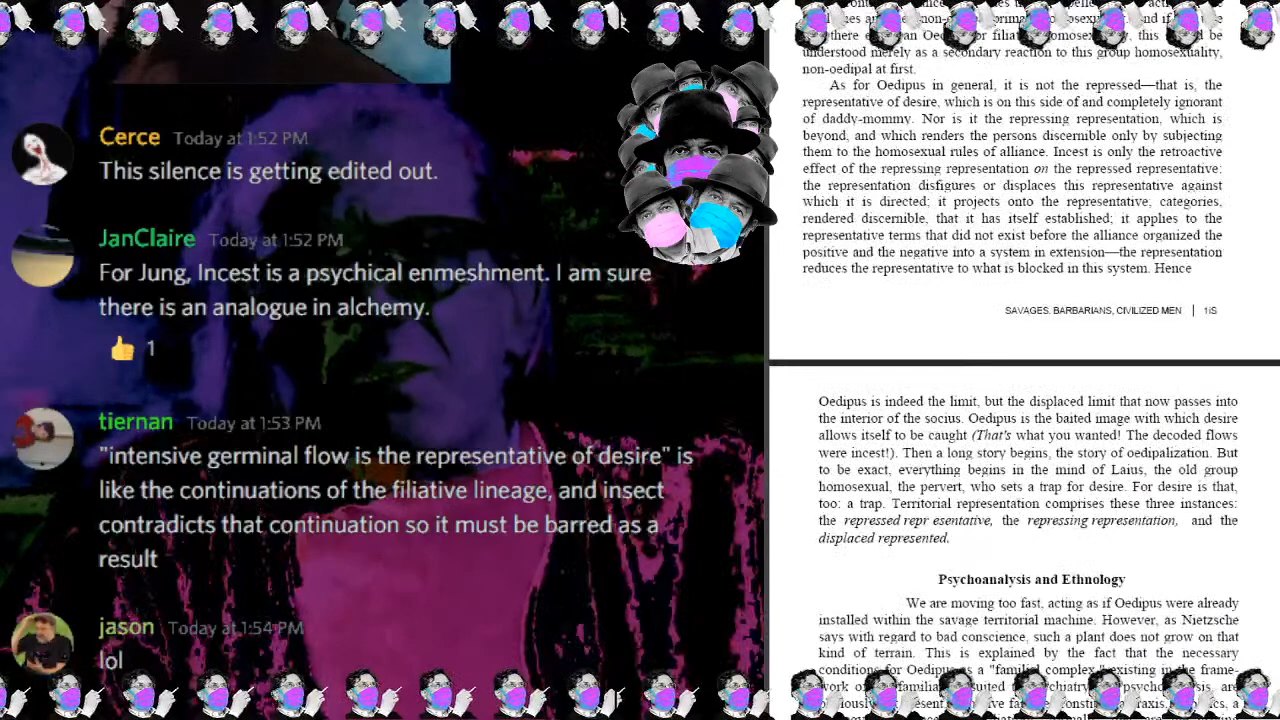 Cerce Today at 1:52 PM
This silence is getting edited out.
JanClaire Today at 1:52 PM
For Jung, Incest is a psychical enmeshment. I am sure
there is an analogue in alchemy.
👍 1
tiernan Today at 1:53 PM
"intensive germinal flow is the representative of desire" is
like the continuations of the filiative lineage, and insect
contradicts that continuation so it must be barred as a
result
jason Today at 1:54 PM
lol
understood merely as a secondary reaction to this group homosexuality,
non-oedipal at first.
As for Oedipus in general, it is not the repressed—that is, the
representative of desire, which is on this side of and completely ignorant
of daddy-mommy. Nor is it the repressing representation, which is
beyond, and which renders the persons discernible only by subjecting
them to the homosexual rules of alliance. Incest is only the retroactive
effect of the repressing representation on the repressed representative:
the representation disfigures or displaces this representative against
which it is directed; it projects onto the representative, categories,
rendered discernible, that it has itself established; it applies to the
representative terms that did not exist before the alliance organized the
positive and the negative into a system in extension—the representation
reduces the representative to what is blocked in this system. Hence
SAVAGES. BARBARIANS, CIVILIZED MEN | 1iS
Oedipus is indeed the limit, but the displaced limit that now passes into
the interior of the socius. Oedipus is the baited image with which desire
allows itself to be caught (That's what you wanted! The decoded flows
were incest!). Then a long story begins, the story of oedipalization. But
to be exact, everything begins in the mind of Laius, the old group
homosexual, the pervert, who sets a trap for desire. For desire is that,
too: a trap. Territorial representation comprises these three instances:
the repressed repr esentative, the repressing representation, and the
displaced represented.
Psychoanalysis and Ethnology
We are moving too fast, acting as if Oedipus were already
installed within the savage territorial machine. However, as Nietzsche
says with regard to bad conscience, such a plant does not grow on that
kind of terrain. This is explained by the fact that the necessary
conditions for Oedipus as a "familial complex," existing in the frame-